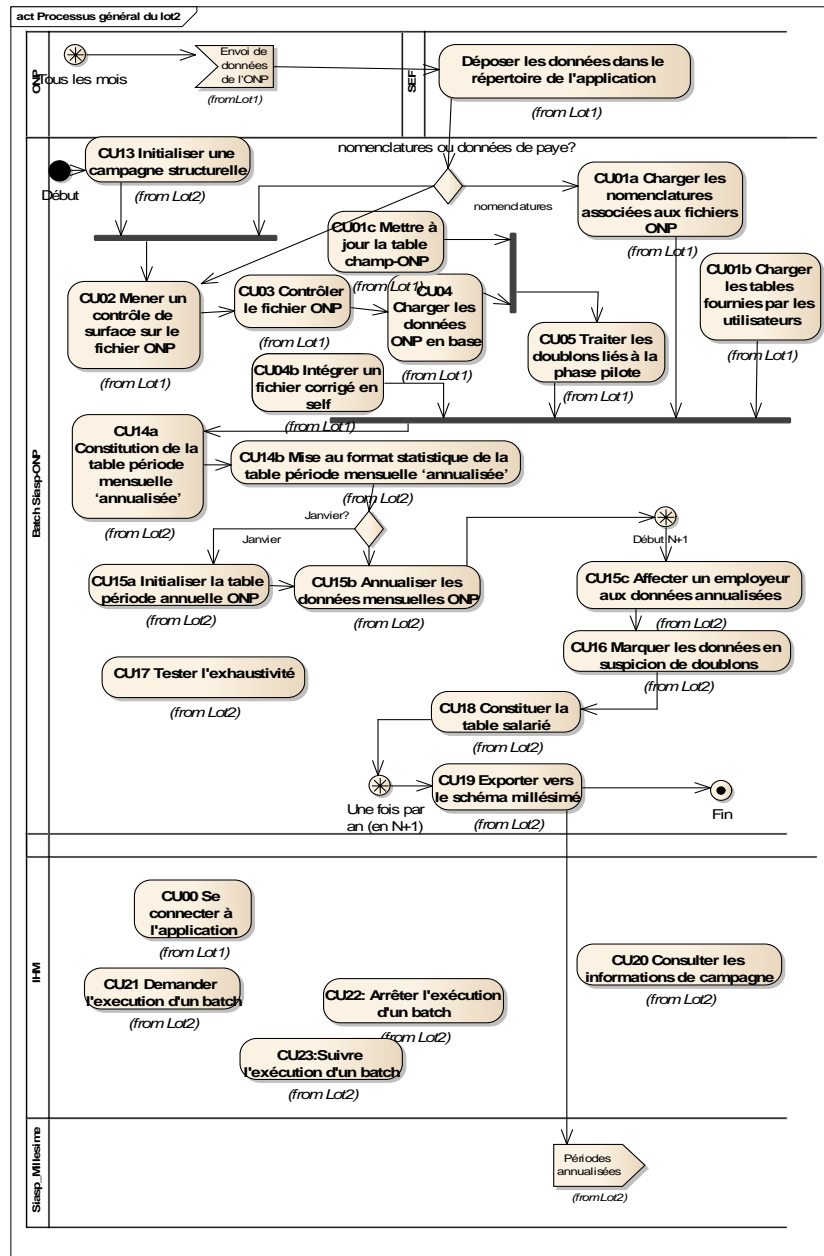 act Processus général du lot2
ONP
Tous les mois
Envoi de
données
de l'ONP
(fromLot1)
SEF
Déposer les données dans le
répertoire de l'application
(from Lot1)
Batch Siasp-ONP
Début
CU13 Initialiser une
campagne structurelle
(from Lot2)
nomenclatures ou données de paye?
nomenclatures
CU01a Charger les
nomenclatures
associées aux fichiers
ONP
(from Lot1)
CU01c Mettre à
jour la table
champ-ONP
(from Lot1)
CU01b Charger
les tables
fournies par les
utilisateurs
(from Lot1)
CU02 Mener un
contrôle de
surface sur le
fichier ONP
(from Lot1)
CU03 Contrôler
le fichier ONP
(from Lot1)
CU04
Charger les
données
ONP en base
(from Lot1)
CU05 Traiter les
doublons liés à la
phase pilote
(from Lot1)
CU04b Intégrer un
fichier corrigé en
self
(from Lot1)
CU14a
Constitution de la
table période
mensuelle
‘annualisée’
(from Lot2)
CU14b Mise au format statistique de la
table période mensuelle ‘annualisée’
(from Lot2)
Janvier?
Janvier
Début N+1
CU15a Initialiser la table
période annuelle ONP
(from Lot2)
CU15b Annualiser les
données mensuelles ONP
(from Lot2)
CU15c Affecter un employeur
aux données annualisées
(from Lot2)
CU16 Marquer les données en
suspicion de doublons
(from Lot2)
CU17 Tester l'exhaustivité
(from Lot2)
CU18 Constituer la
table salarié
(from Lot2)
Une fois par
an (en N+1)
CU19 Exporter vers
le schéma millésimé
(from Lot2)
Fin
IHM
CU00 Se
connecter à
l'application
(from Lot1)
CU20 Consulter les
informations de campagne
(from Lot2)
CU21 Demander
l'execution d'un batch
(from Lot2)
CU22: Arrêter l'exécution
d'un batch
(from Lot2)
CU23:Suivre
l'exécution d'un batch
(from Lot2)
Siasp_Millesime
Périodes
annualisées
(fromLot2)